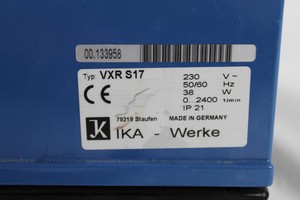 00.133958
Typ: VXR S17
230 V~
50/60 Hz
38 W
0...2400 1/min
IP 21
CE
79219 Staufen MADE IN GERMANY
IKA - Werke